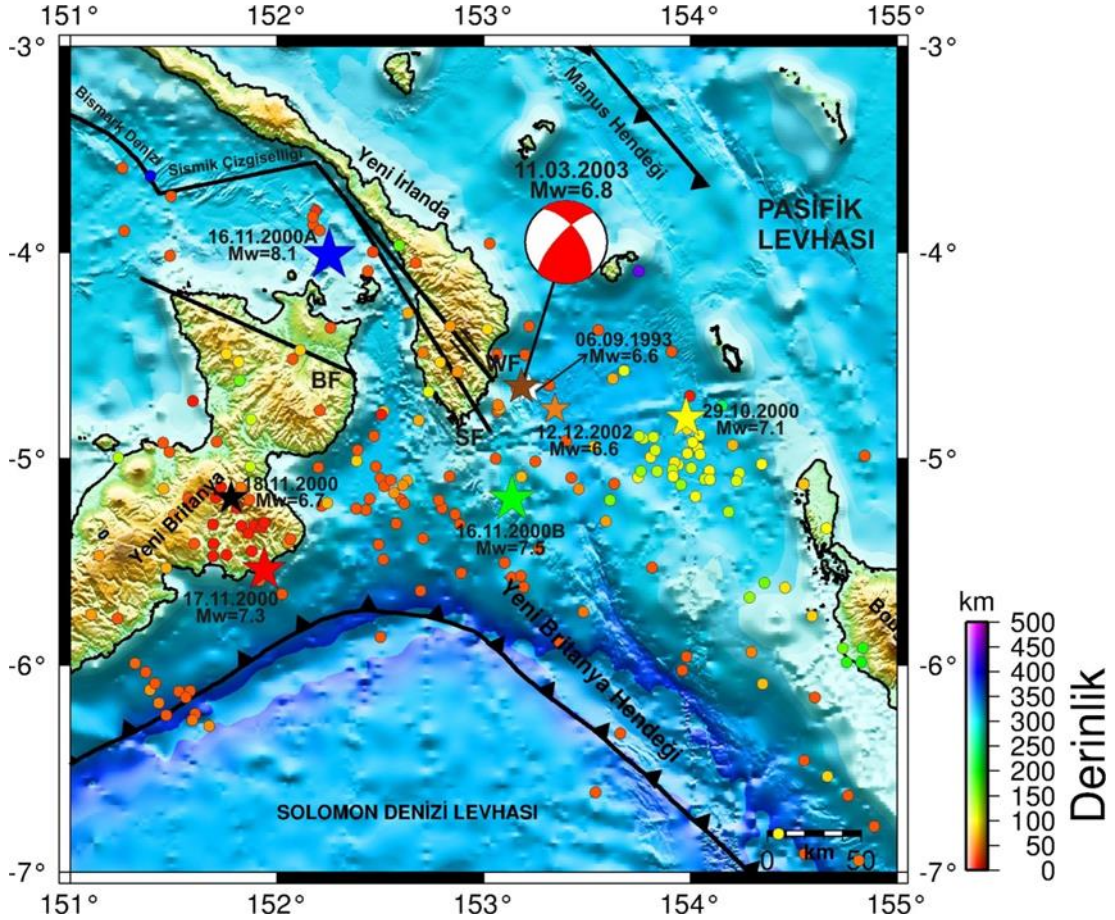 151° 152° 153° 154° 155°
-3° -3°
Manus Hendeği
Bismark Denizi
Sismik Çizgiselliği
Yeni İrlanda
11.03.2003
Mw=6.8
PASİFİK
LEVHASI
16.11.2000A
Mw=8.1
-4° -4°
06.09.1993
Mw=6.6
WF
BF
29.10.2000
Mw=7.1
SF
12.12.2002
Mw=6.6
-5° -5°
18.11.2000
Mw=6.7
Yeni Britanya
16.11.2000B
Mw=7.5
17.11.2000
Mw=7.3
Yeni Britanya Hendeği
-6° -6°
SOLOMON DENİZİ LEVHASI
0 50
km
-7° -7°
151° 152° 153° 154° 155°
km
500
450
400
350
300
250
200
150
100
50
0
Derinlik